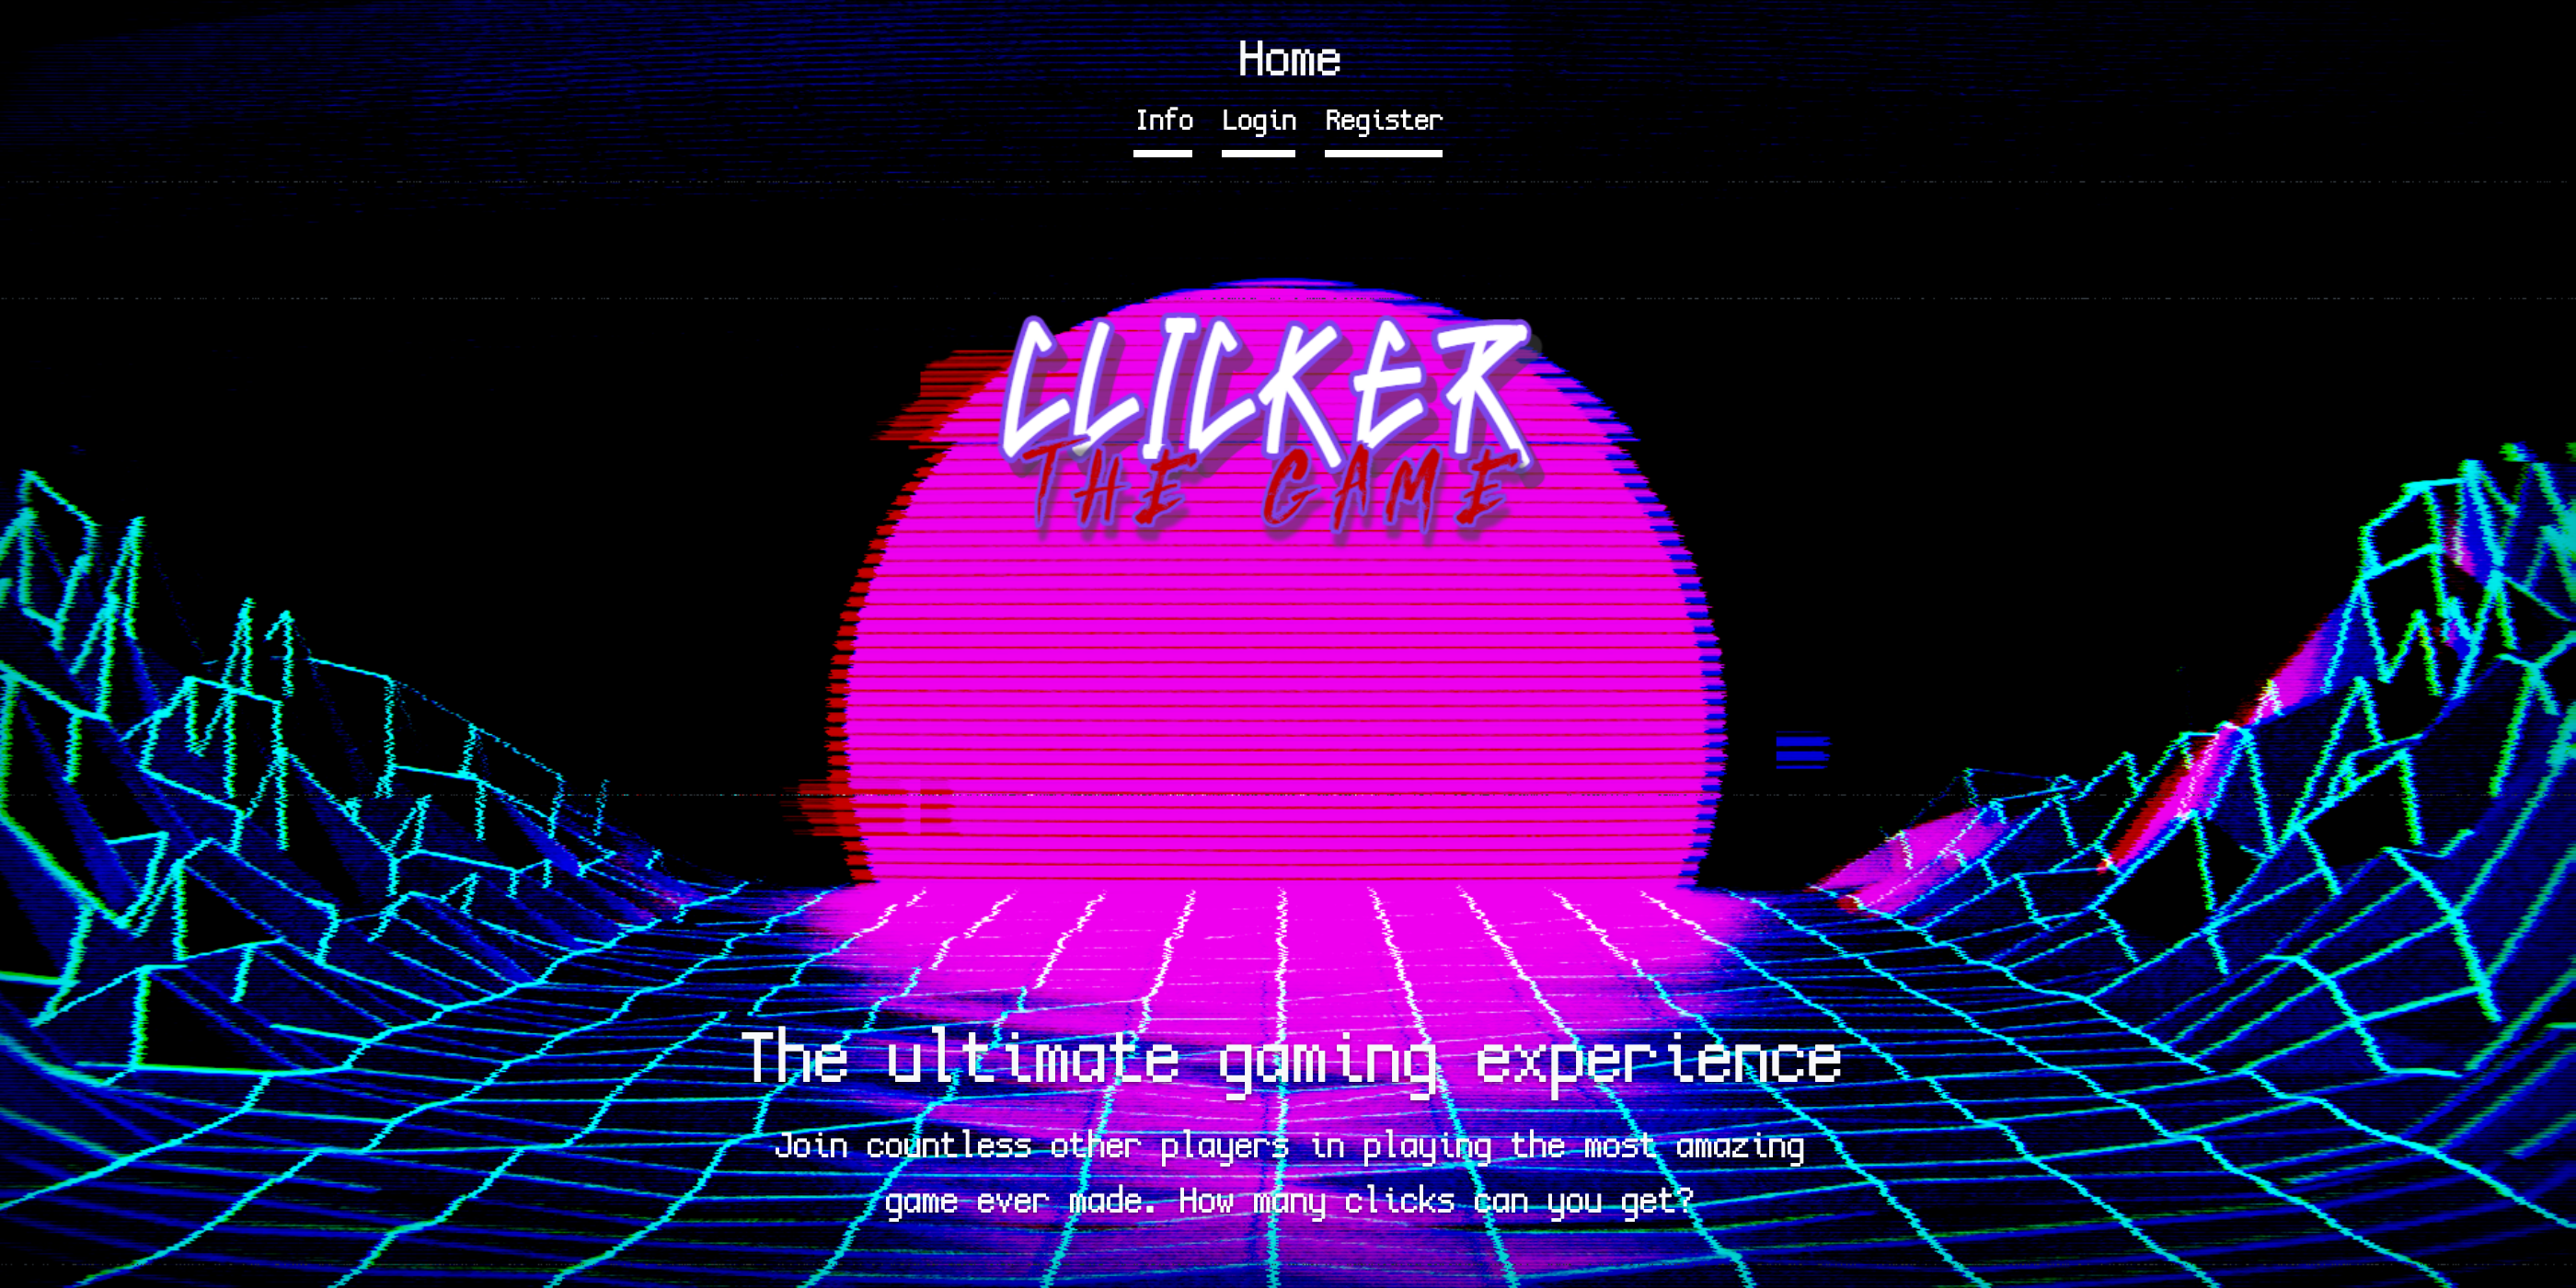 Home
Info Login Register
CLICKER
THE GAME
The ultimate gaming experience
Join countless other players in playing the most amazing
game ever made. How many clicks can you get?